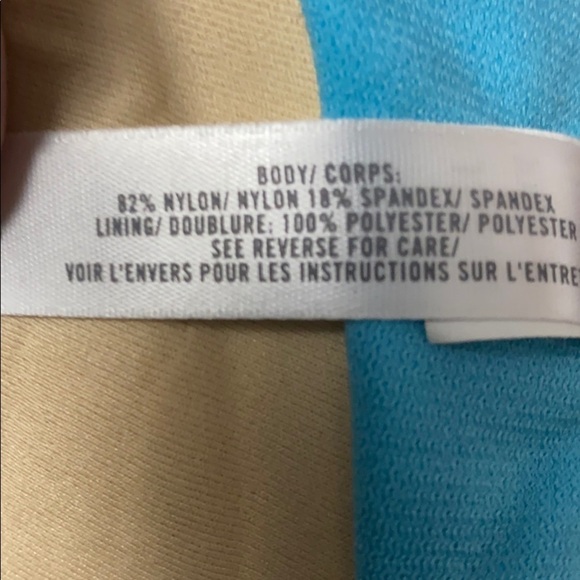 BODY/ CORPS:
82% NYLON/ NYLON 18% SPANDEX/ SPANDEX
LINING/ DOUBLURE: 100% POLYESTER/ POLYESTER
SEE REVERSE FOR CARE/
VOIR L'ENVERS POUR LES INSTRUCTIONS SUR L'ENTRE